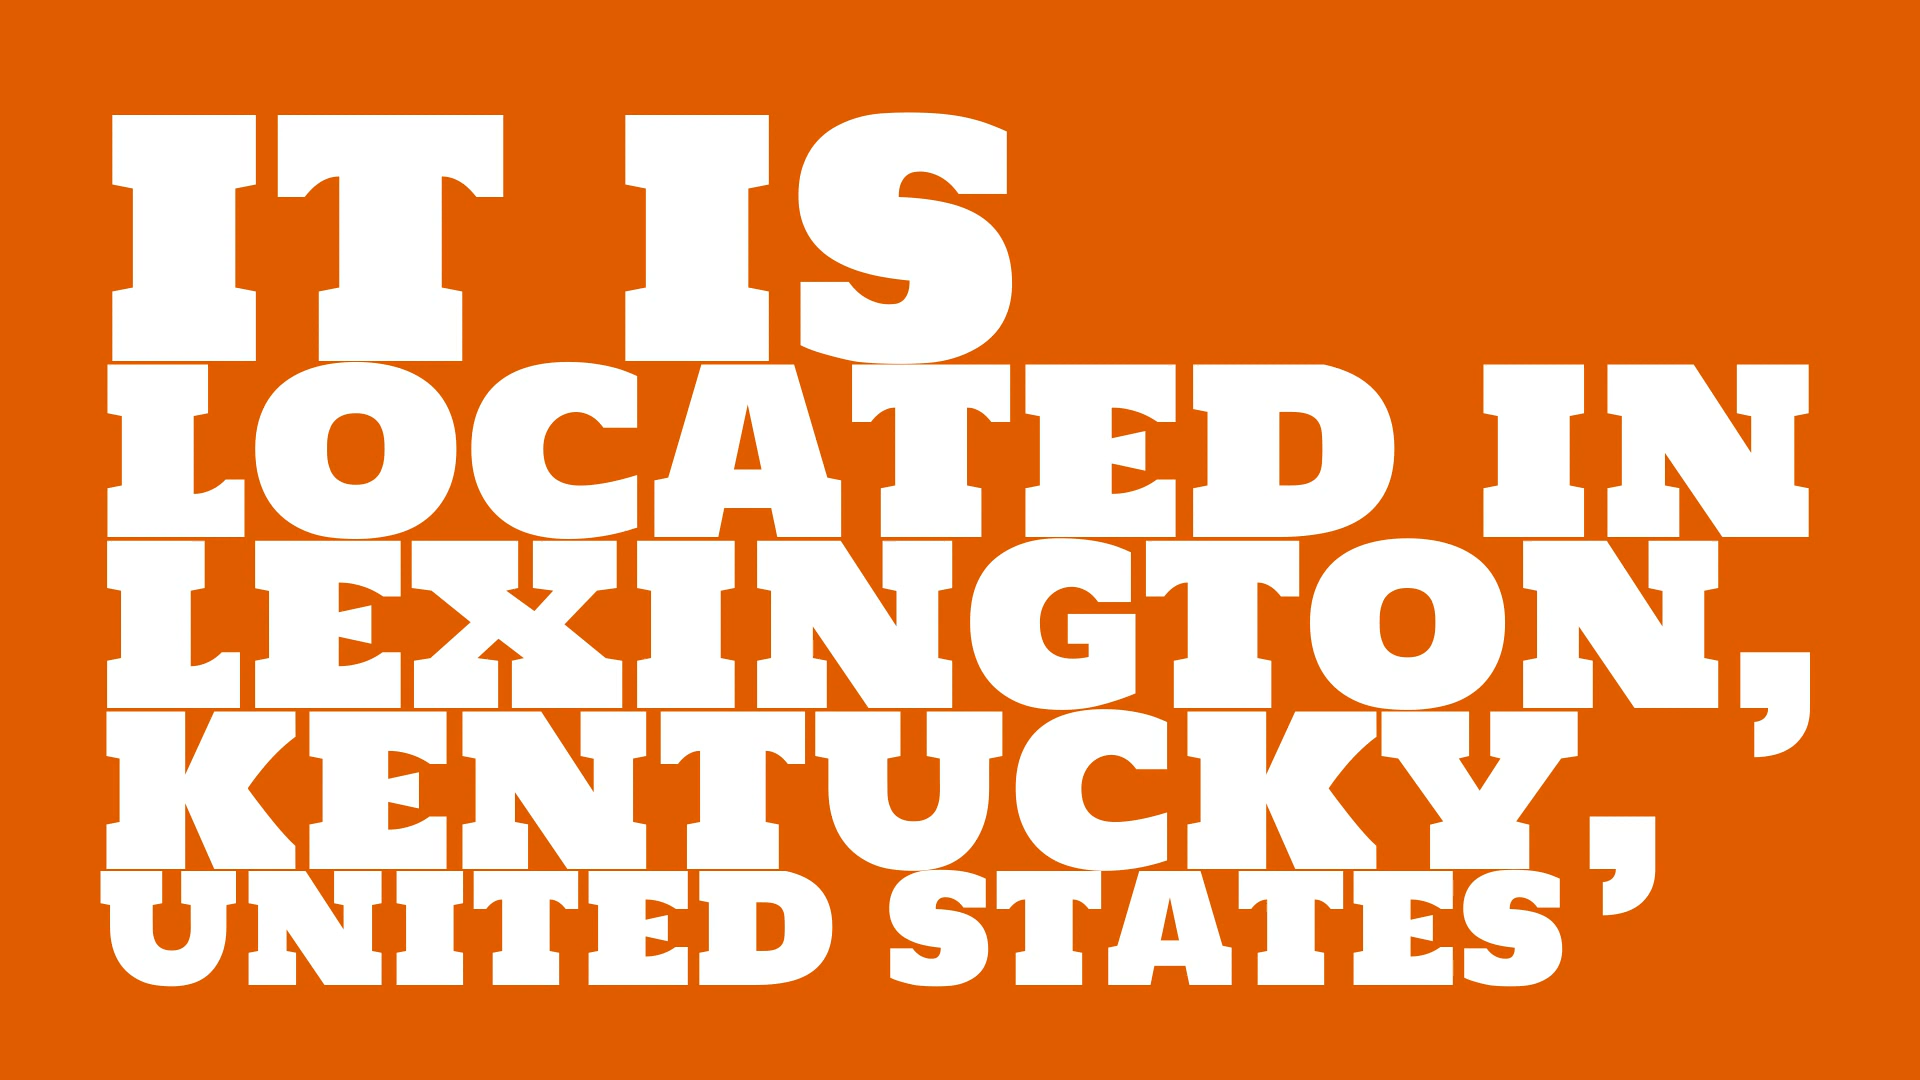 IT IS
LOCATED IN
LEXINGTON,
KENTUCKY,
UNITED STATES